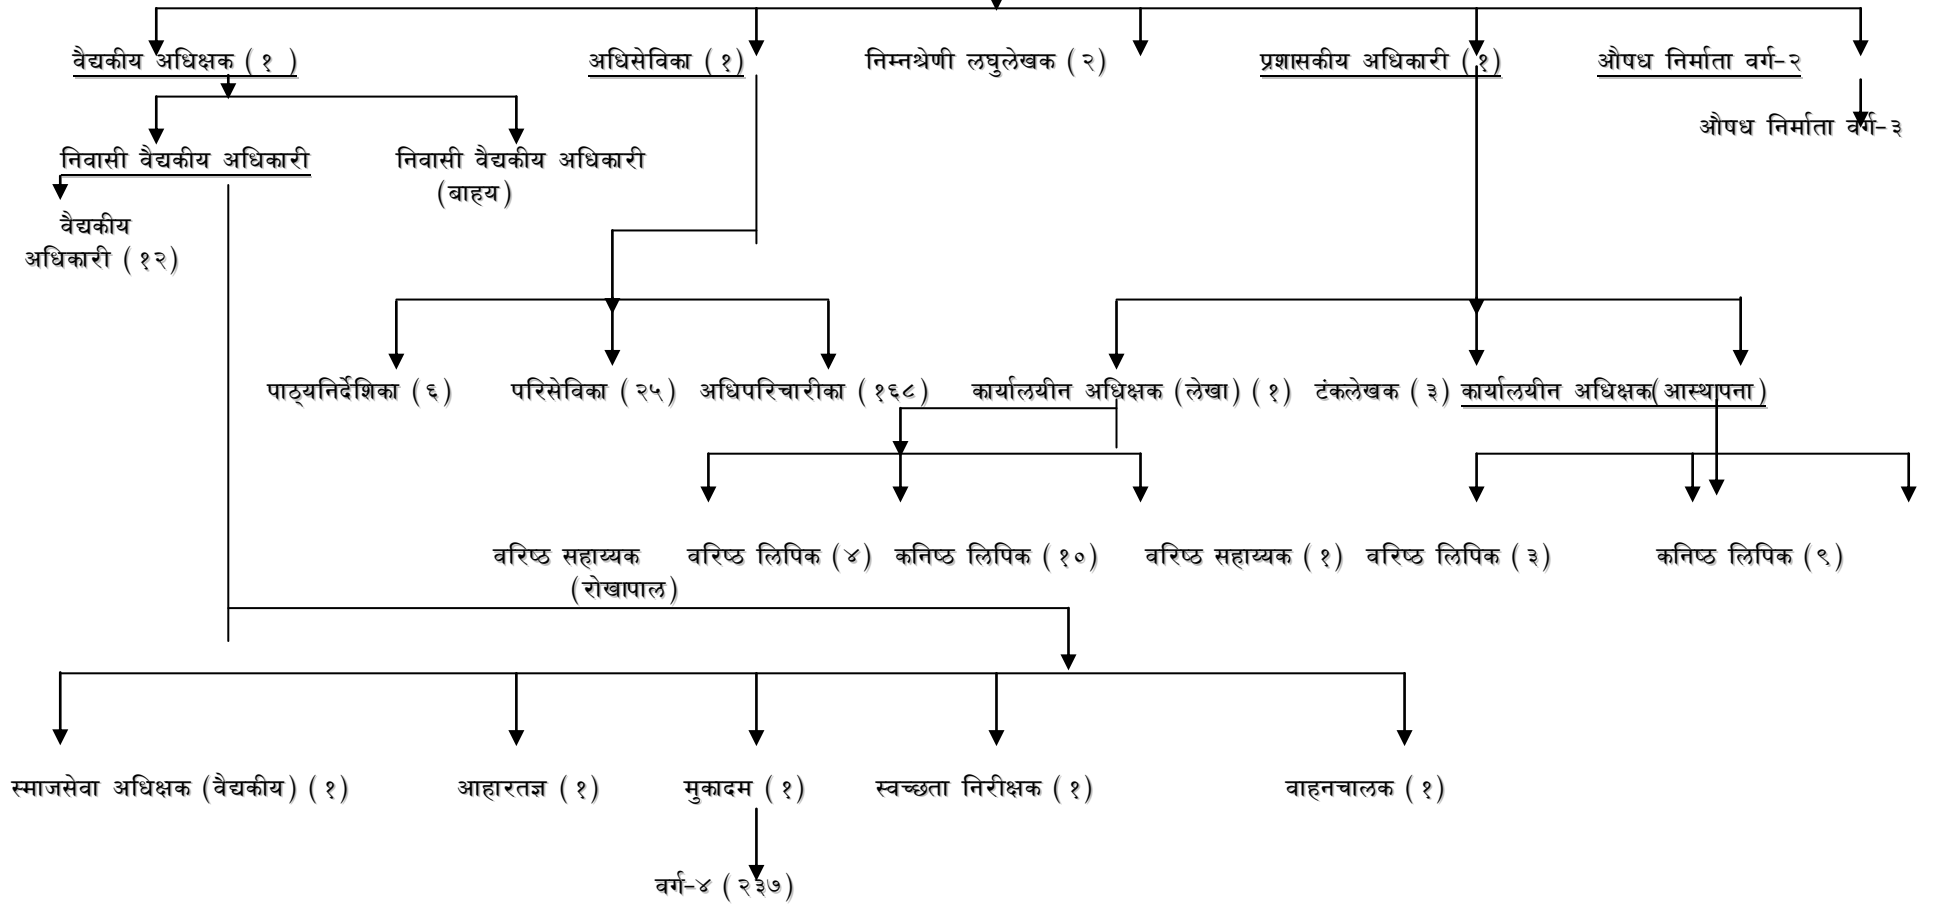 वैद्यकीय अधिक्षक (१ )
अधिसेविका (१)
निम्नश्रेणी लघुलेखक (२)
प्रशासकीय अधिकारी (१)
औषध निर्माता वर्ग-२
औषध निर्माता वर्ग-३
निवासी वैद्यकीय अधिकारी
निवासी वैद्यकीय अधिकारी
(बाहय)
वैद्यकीय
अधिकारी (१२)
पाठ्यनिर्देशिका (६)
परिसेविका (२५)
अधिपरिचारीका (१६८)
कार्यालयीन अधिक्षक (लेखा) (१)
टंकलेखक (३)
कार्यालयीन अधिक्षक(आस्थापना)
वरिष्ठ सहाय्यक
(रोखापाल)
वरिष्ठ लिपिक (४)
कनिष्ठ लिपिक (१०)
वरिष्ठ सहाय्यक (१)
वरिष्ठ लिपिक (३)
कनिष्ठ लिपिक (९)
स्माजसेवा अधिक्षक (वैद्यकीय) (१)
आहारतज्ञ (१)
मुकादम (१)
स्वच्छता निरीक्षक (१)
वाहनचालक (१)
वर्ग-४ (२३७)